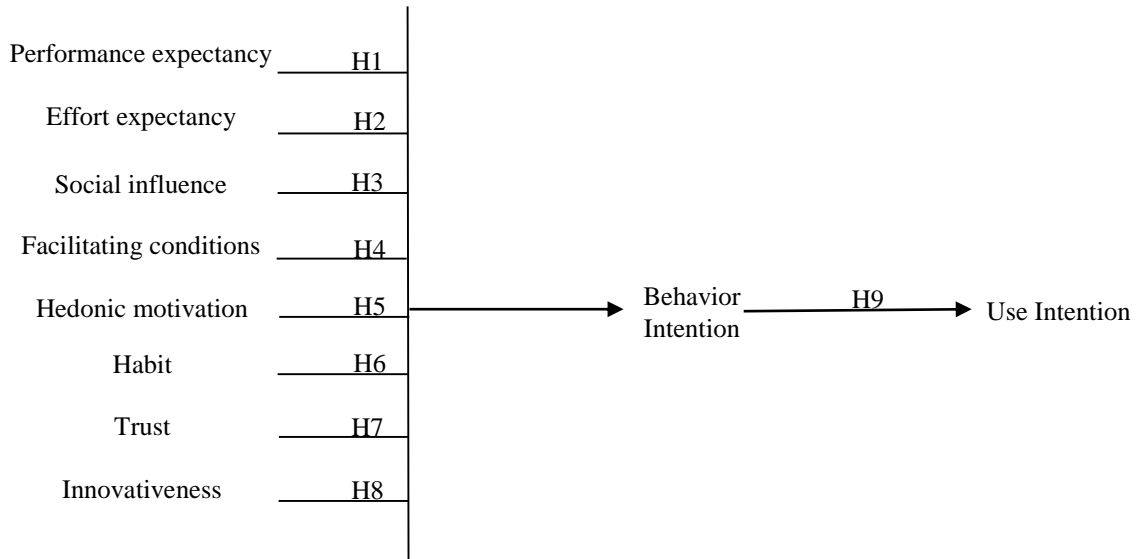 Performance expectancy H1
Effort expectancy H2
Social influence H3
Facilitating conditions H4
Hedonic motivation H5
Habit H6
Trust H7
Innovativeness H8
Behavior
Intention
H9
Use Intention